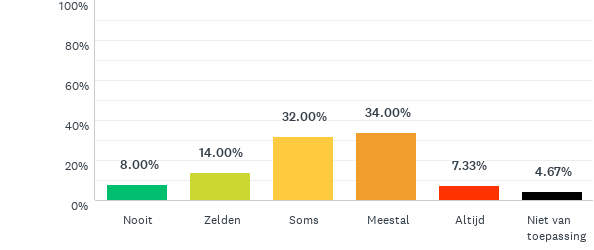 100%
80%
60%
40%
20%
0%
8.00%
14.00%
32.00%
34.00%
7.33%
4.67%
Nooit
Zelden
Soms
Meestal
Altijd
Niet van
toepassing